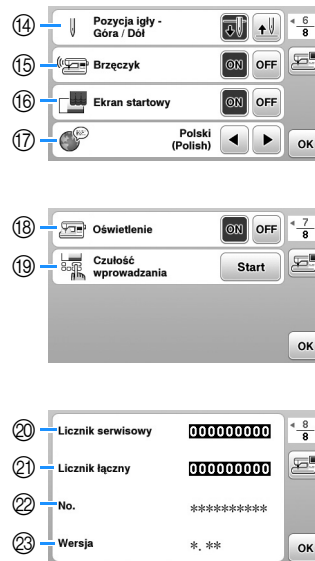 ⑭ Pozycja igły -
Góra / Dół
6
8
⑮ Brzęczyk ON OFF
⑯ Ekran startowy ON OFF
⑰ Polski
(Polish)
OK
⑱ Oświetlenie ON OFF
7
8
⑲ Czułość
wprowadzania Start
OK
⑳ Licznik serwisowy 000000000
8
8
㉑ Licznik łączny 000000000
㉒ No. **********
㉓ Wersja *. **
OK